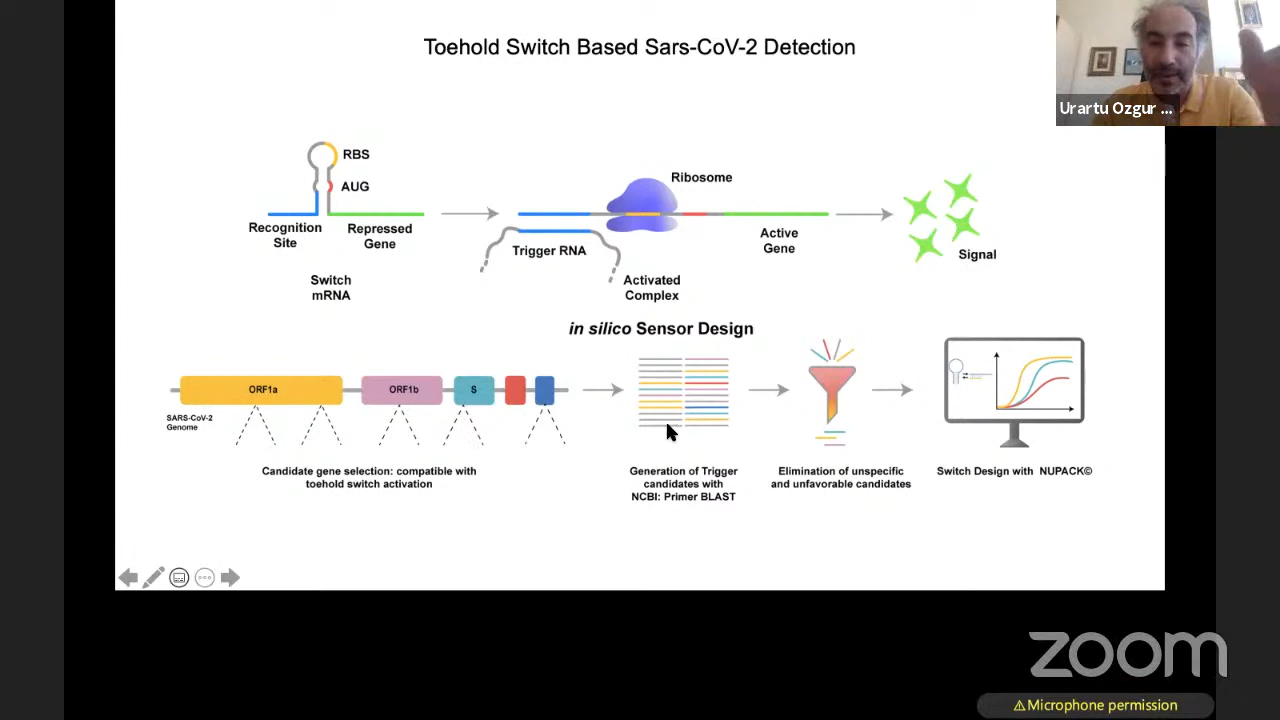 Toehold Switch Based Sars-CoV-2 Detection
Urartu Ozgur ...
RBS
AUG
Recognition
Site
Repressed
Gene
Switch
mRNA
Ribosome
Trigger RNA
Activated
Complex
Active
Gene
Signal
in silico Sensor Design
ORF1a
ORF1b
S
SARS-CoV-2
Genome
Candidate gene selection: compatible with
toehold switch activation
Generation of Trigger
candidates with
NCBI: Primer BLAST
Elimination of unspecific
and unfavorable candidates
Switch Design with NUPACK©
zoom
⚠Microphone permission